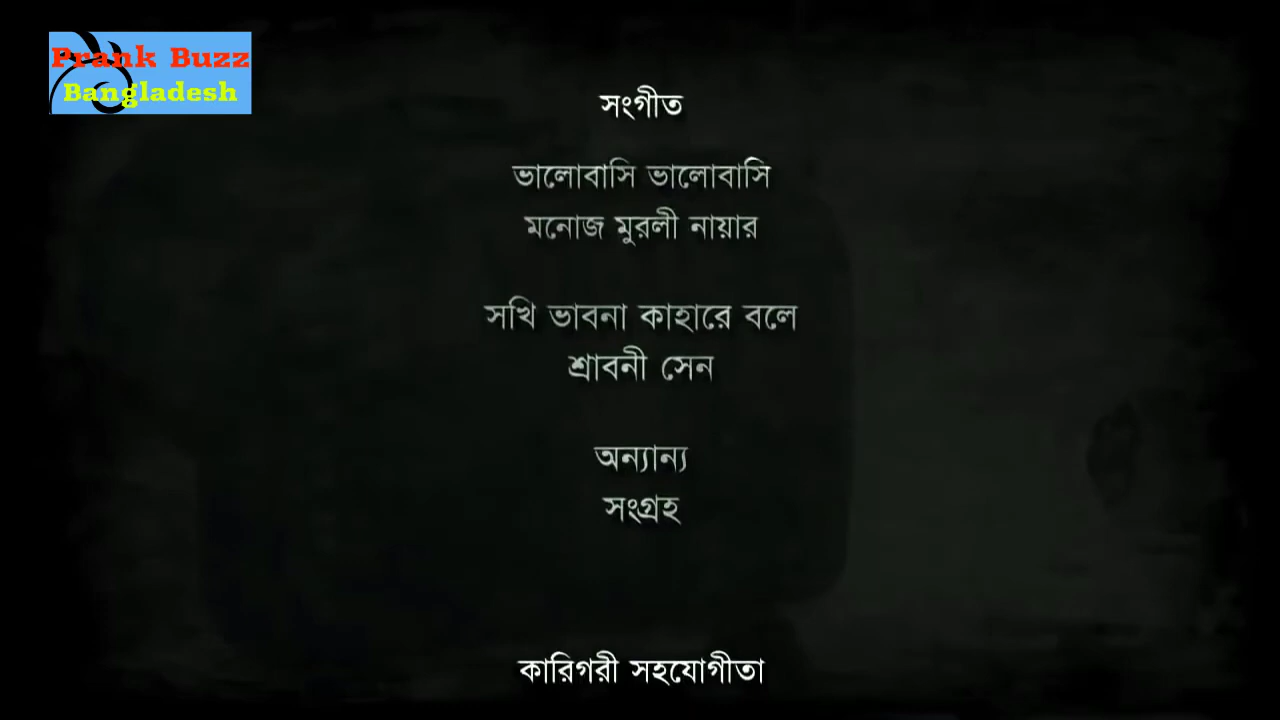 Prank Buzz
Bangladesh
সংগীত
ভালোবাসি ভালোবাসি
মনোজ মুরলী নায়ার
সখি ভাবনা কাহারে বলে
শ্রাবনী সেন
অন্যান্য
সংগ্রহ
কারিগরী সহযোগীতা